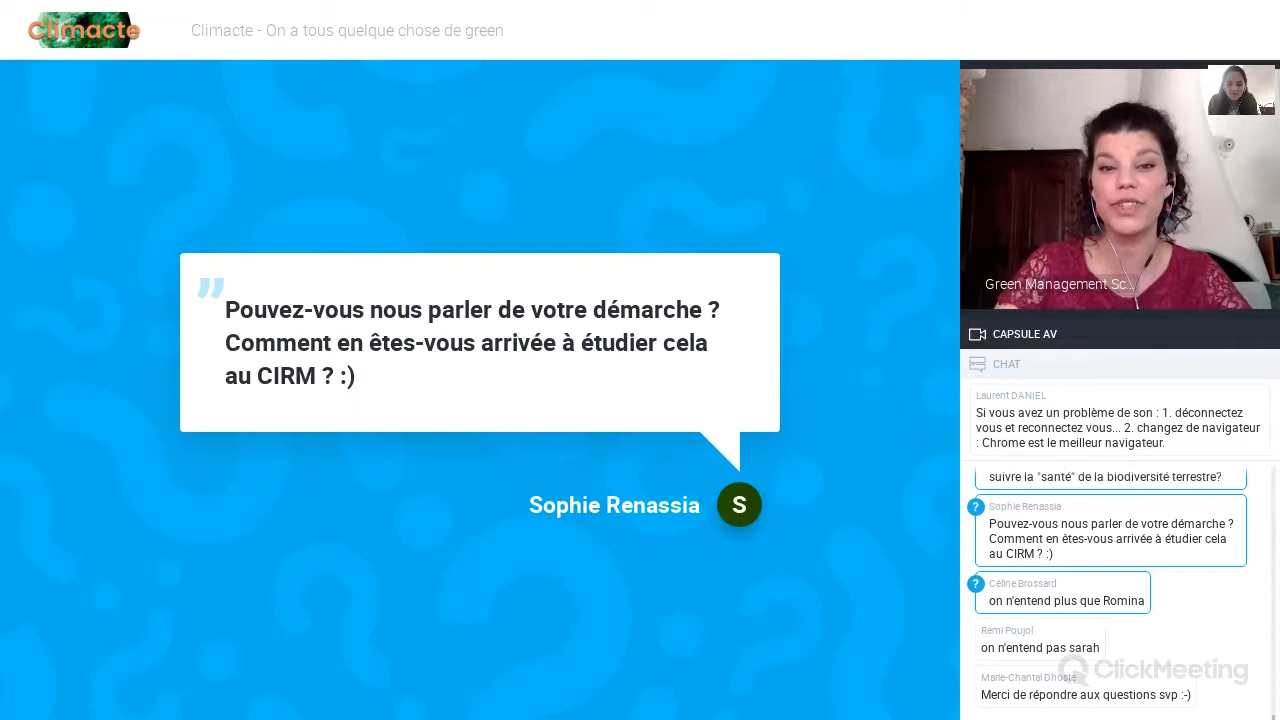 Climacte
Climacte - On a tous quelque chose de green
Pouvez-vous nous parler de votre démarche ?
Comment en êtes-vous arrivée à étudier cela
au CIRM ? :)
Sophie Renassia
S
Green Management Sc...
CAPSULE AV
CHAT
Laurent DANIEL
Si vous avez un problème de son : 1. déconnectez
vous et reconnectez vous... 2. changez de navigateur
: Chrome est le meilleur navigateur.
suivre la "santé" de la biodiversité terrestre?
?
Sophie Renassia
Pouvez-vous nous parler de votre démarche ?
Comment en êtes-vous arrivée à étudier cela
au CIRM ? :)
?
Céline Brossard
on n'entend plus que Romina
Rémi Poujol
on n'entend pas sarah
ClickMeeting
Marie-Chantal Dhoste
Merci de répondre aux questions svp :-)